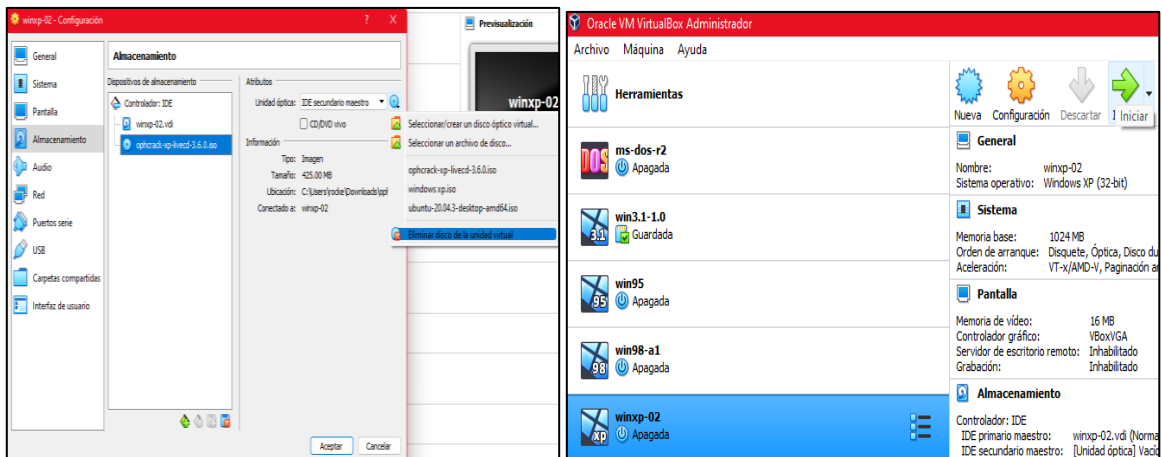 winxp-02 - Configuración
? X
General
Sistema
Pantalla
Almacenamiento
Audio
Red
Puertos serie
USB
Carpetas compartidas
Interfaz de usuario
Almacenamiento
Dispositivos de almacenamiento
Controlador: IDE
winxp-02.vdi
ophcrack-xp-livecd-3.6.0.iso
Atributos
Unidad óptica: IDE secundario maestro
CD/DVD vivo
Información
Tipo: Imagen
Tamaño: 425.00 MB
Ubicación: C:\Users\rodie\Downloads\ppl
Conectado a: winxp-02
Aceptar Cancelar
Previsualización
winxp-02
Seleccionar/crear un disco óptico virtual...
Seleccionar un archivo de disco...
ophcrack-xp-livecd-3.6.0.iso
windows xp.iso
ubuntu-20.04.3-desktop-amd64.iso
Eliminar disco de la unidad virtual
Oracle VM VirtualBox Administrador
Archivo Máquina Ayuda
Herramientas
DOS ms-dos-r2
Apagada
3.1 win3.1-1.0
Guardada
95 win95
Apagada
98 win98-a1
Apagada
XP winxp-02
Apagada
Nueva Configuración Descartar Iniciar
General
Nombre: winxp-02
Sistema operativo: Windows XP (32-bit)
Sistema
Memoria base: 1024 MB
Orden de arranque: Disquete, Óptica, Disco du
Aceleración: VT-x/AMD-V, Paginación an
Pantalla
Memoria de vídeo: 16 MB
Controlador gráfico: VBoxVGA
Servidor de escritorio remoto: Inhabilitado
Grabación: Inhabilitado
Almacenamiento
Controlador: IDE
IDE primario maestro: winxp-02.vdi (Norma
IDE secundario maestro: [Unidad óptica] Vacío